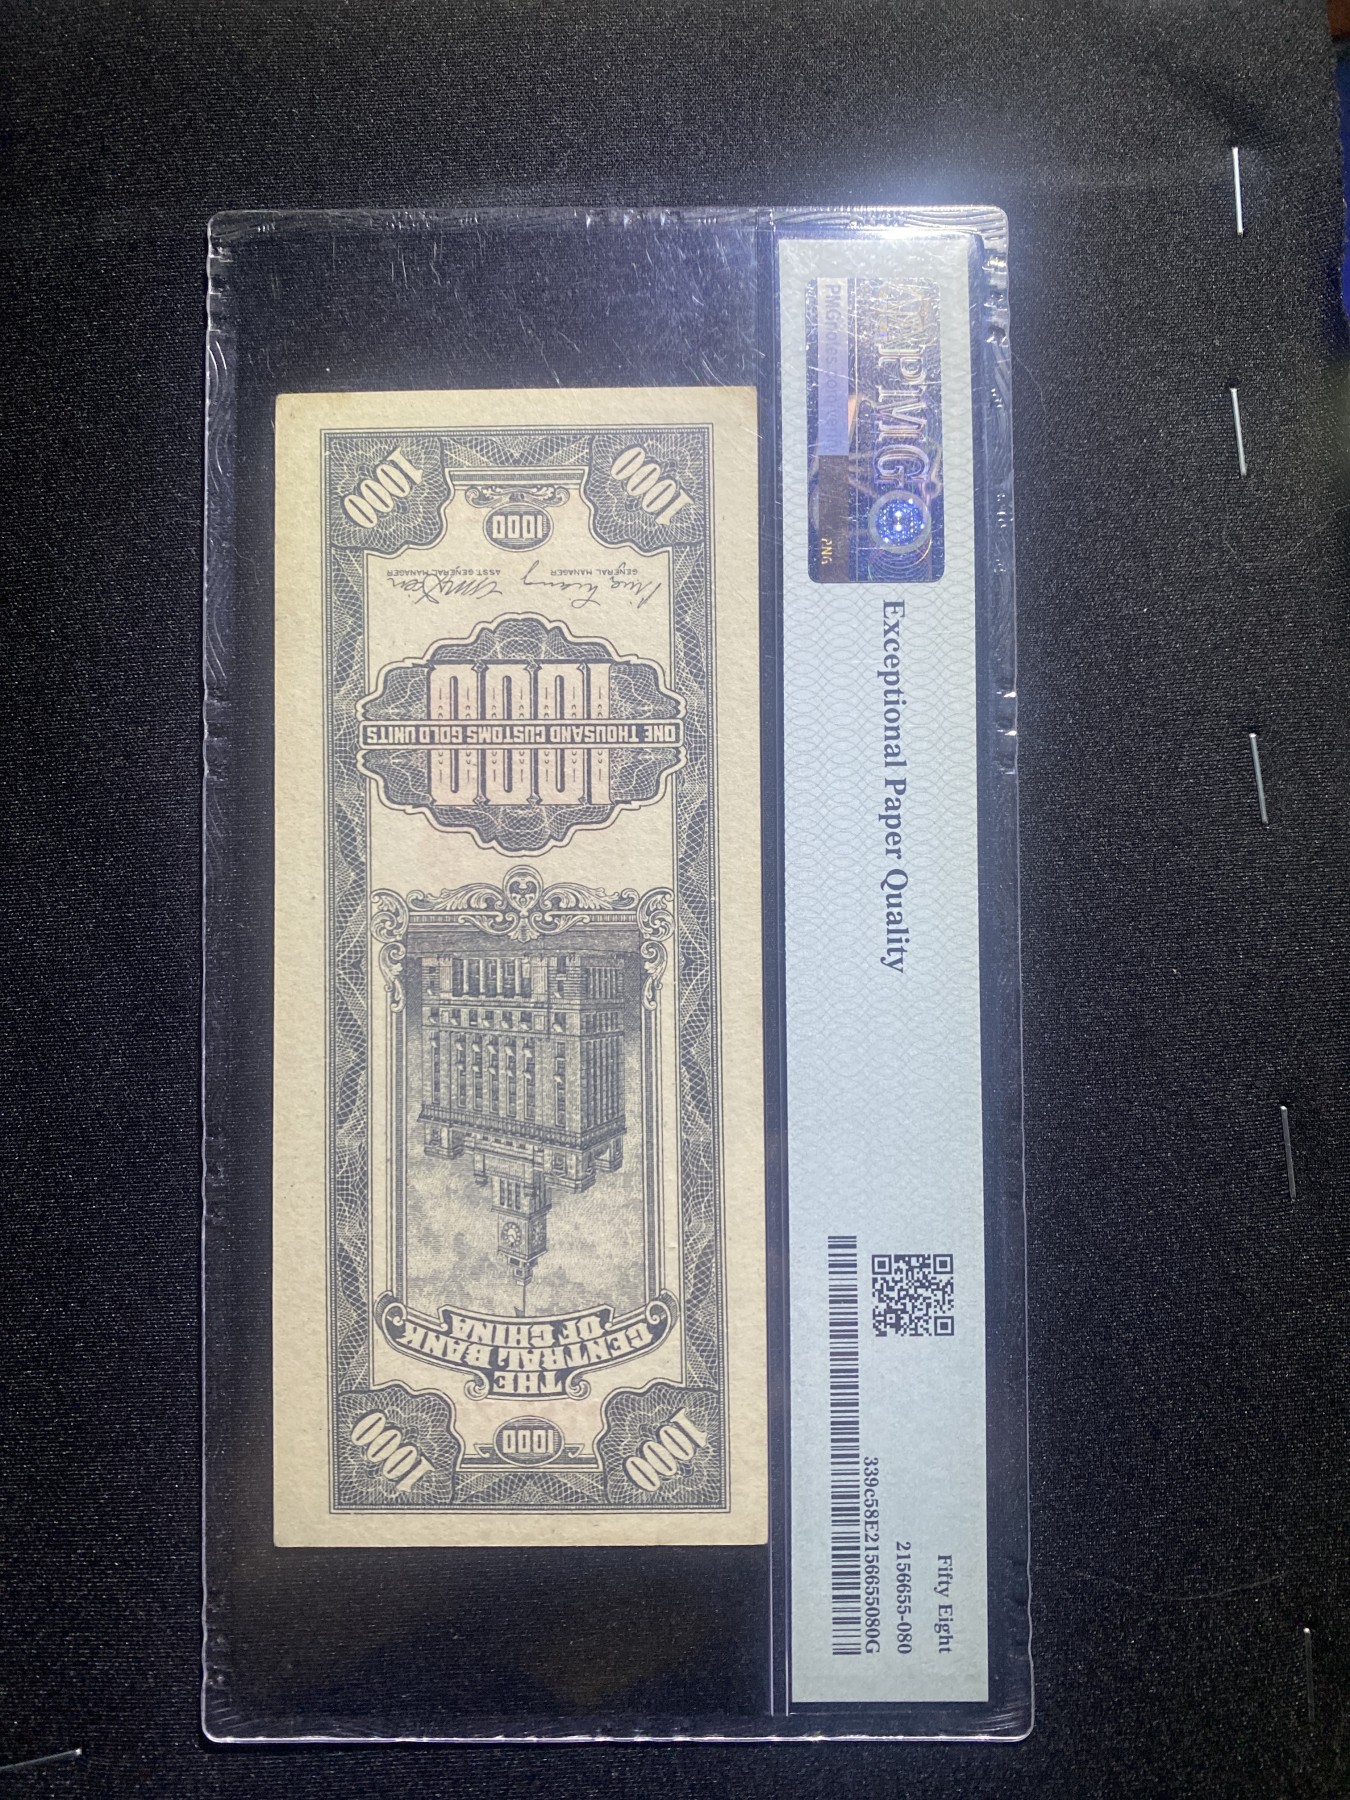 PMG
Exceptional Paper Quality
Fifty Eight
2156655-080
339c58E2156655080G
1000
1000
1000
THE
CENTRAL BANK
OF CHINA
1000
ONE THOUSAND CUSTOMS GOLD UNITS
GENERAL MANAGER
ASST GENERAL MANAGER
1000
1000
1000